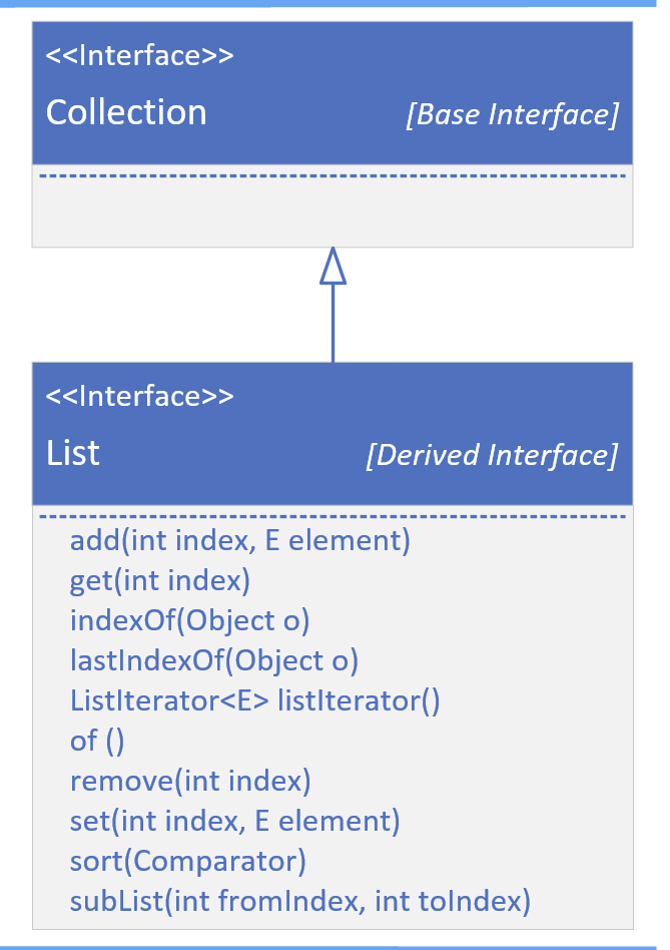 <<Interface>>
Collection [Base Interface]
<<Interface>>
List [Derived Interface]
add(int index, E element)
get(int index)
indexOf(Object o)
lastIndexOf(Object o)
ListIterator<E> listIterator()
of ()
remove(int index)
set(int index, E element)
sort(Comparator)
subList(int fromIndex, int toIndex)